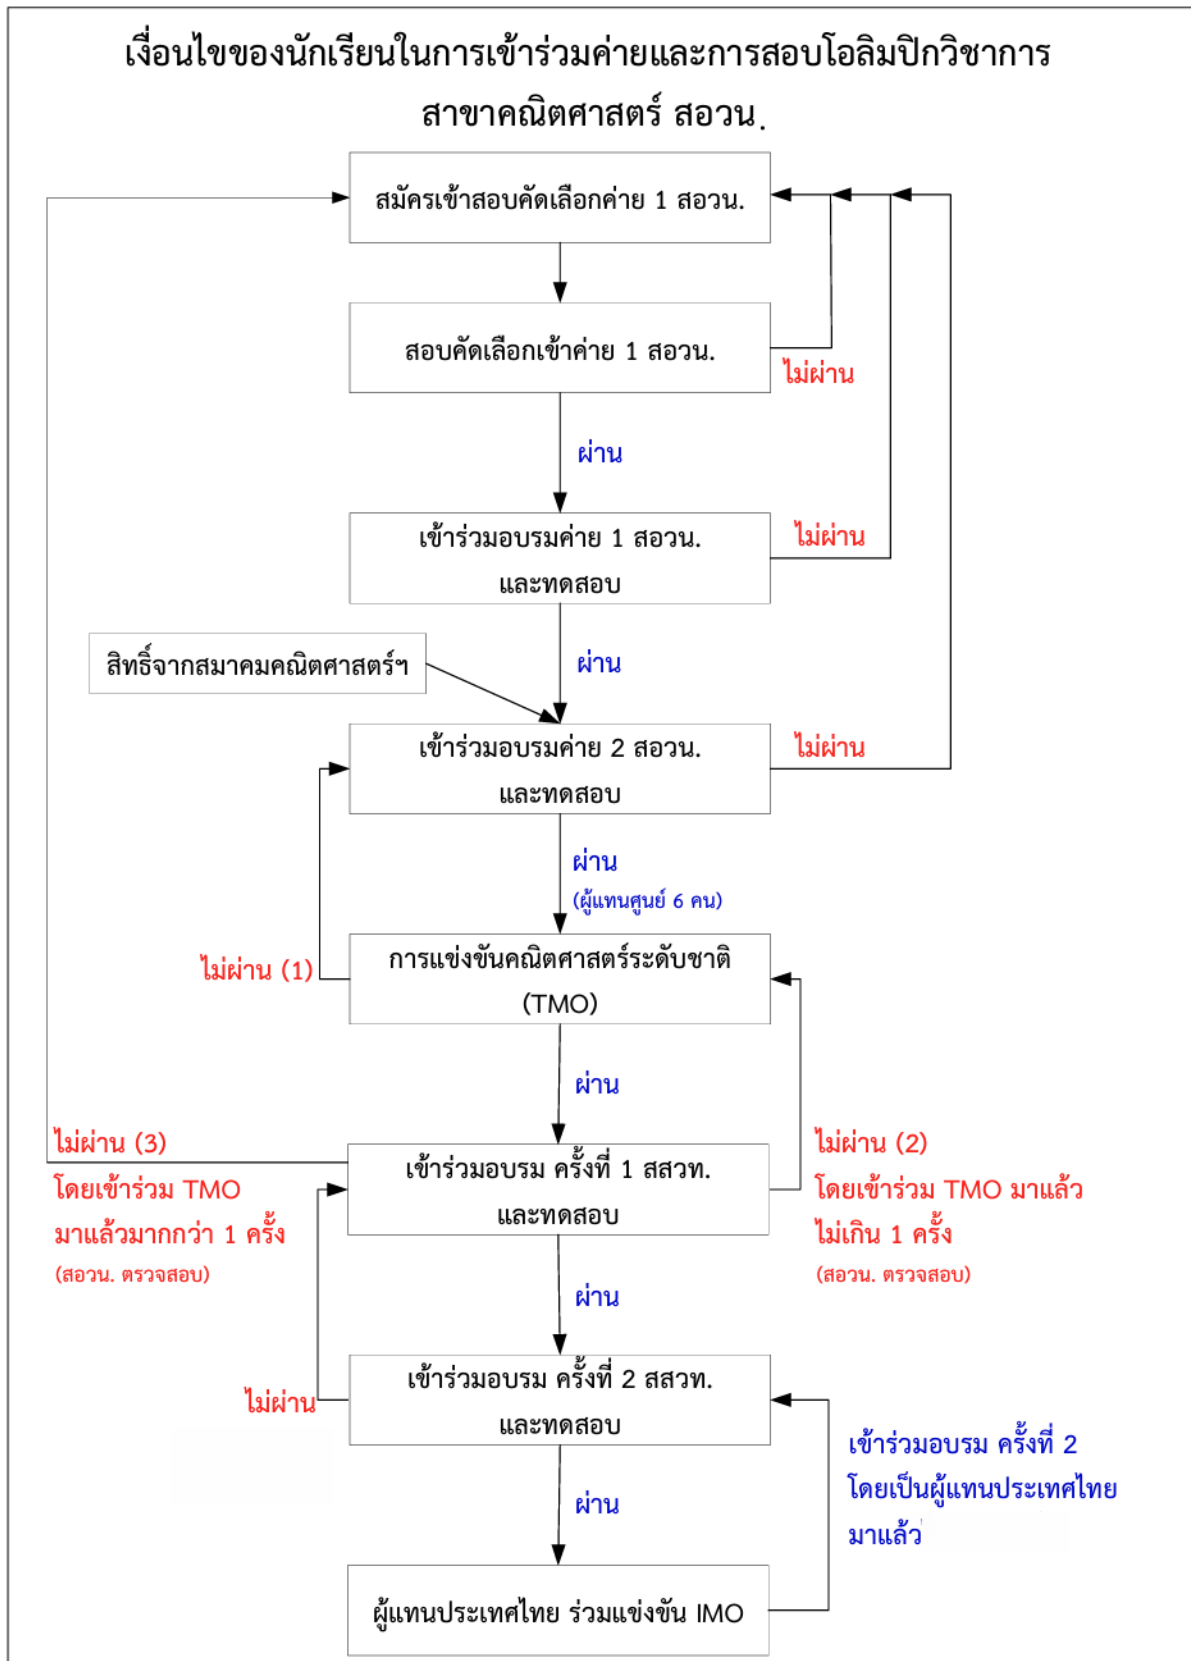 เงื่อนไขของนักเรียนในการเข้าร่วมค่ายและการสอบโอลิมปิกวิชาการ
สาขาคณิตศาสตร์ สอวน.
สมัครเข้าสอบคัดเลือกค่าย 1 สอวน.
สอบคัดเลือกเข้าค่าย 1 สอวน.
ไม่ผ่าน
ผ่าน
เข้าร่วมอบรมค่าย 1 สอวน.
และทดสอบ
ไม่ผ่าน
ผ่าน
สิทธิ์จากสมาคมคณิตศาสตร์ฯ
เข้าร่วมอบรมค่าย 2 สอวน.
และทดสอบ
ไม่ผ่าน
ผ่าน
(ผู้แทนศูนย์ 6 คน)
การแข่งขันคณิตศาสตร์ระดับชาติ
(TMO)
ไม่ผ่าน (1)
ผ่าน
ไม่ผ่าน (3)
โดยเข้าร่วม TMO
มาแล้วมากกว่า 1 ครั้ง
(สอวน. ตรวจสอบ)
เข้าร่วมอบรม ครั้งที่ 1 สสวท.
และทดสอบ
ไม่ผ่าน (2)
โดยเข้าร่วม TMO มาแล้ว
ไม่เกิน 1 ครั้ง
(สอวน. ตรวจสอบ)
ผ่าน
เข้าร่วมอบรม ครั้งที่ 2 สสวท.
และทดสอบ
ไม่ผ่าน
เข้าร่วมอบรม ครั้งที่ 2
โดยเป็นผู้แทนประเทศไทย
มาแล้ว
ผ่าน
ผู้แทนประเทศไทย ร่วมแข่งขัน IMO